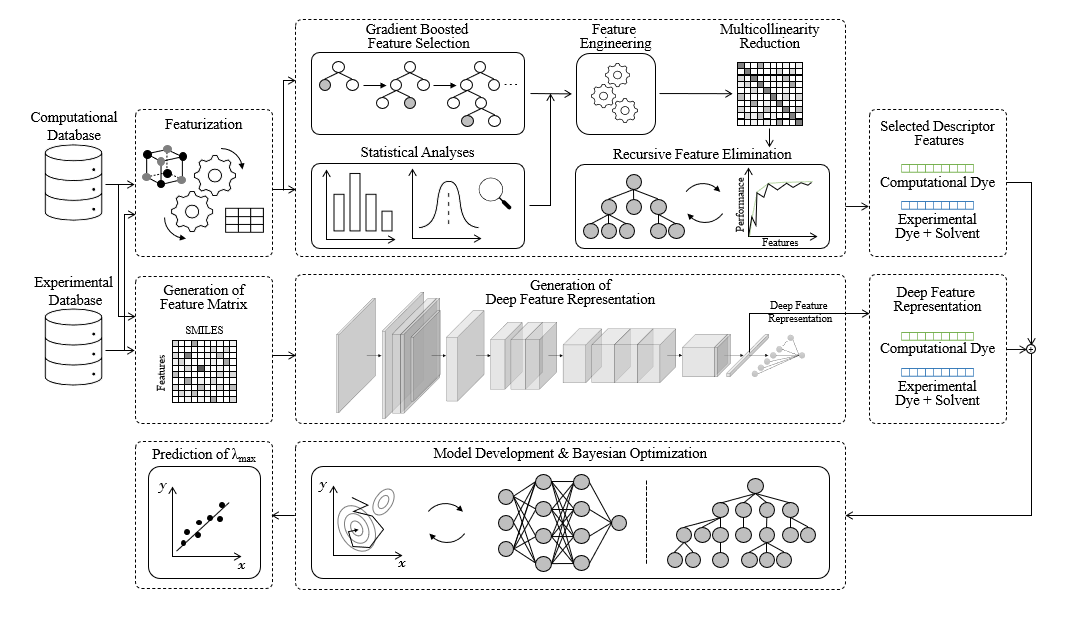 Computational
Database
Experimental
Database
Featurization
Gradient Boosted
Feature Selection
...
Statistical Analyses
Feature
Engineering
Multicollinearity
Reduction
Recursive Feature Elimination
Performance
Features
Selected Descriptor
Features
Computational Dye
Experimental
Dye + Solvent
Generation of
Feature Matrix
SMILES
Features
Generation of
Deep Feature Representation
Deep Feature
Representation
Deep Feature
Representation
Computational Dye
Experimental
Dye + Solvent
+
Prediction of λmax
y
x
Model Development & Bayesian Optimization
y
x